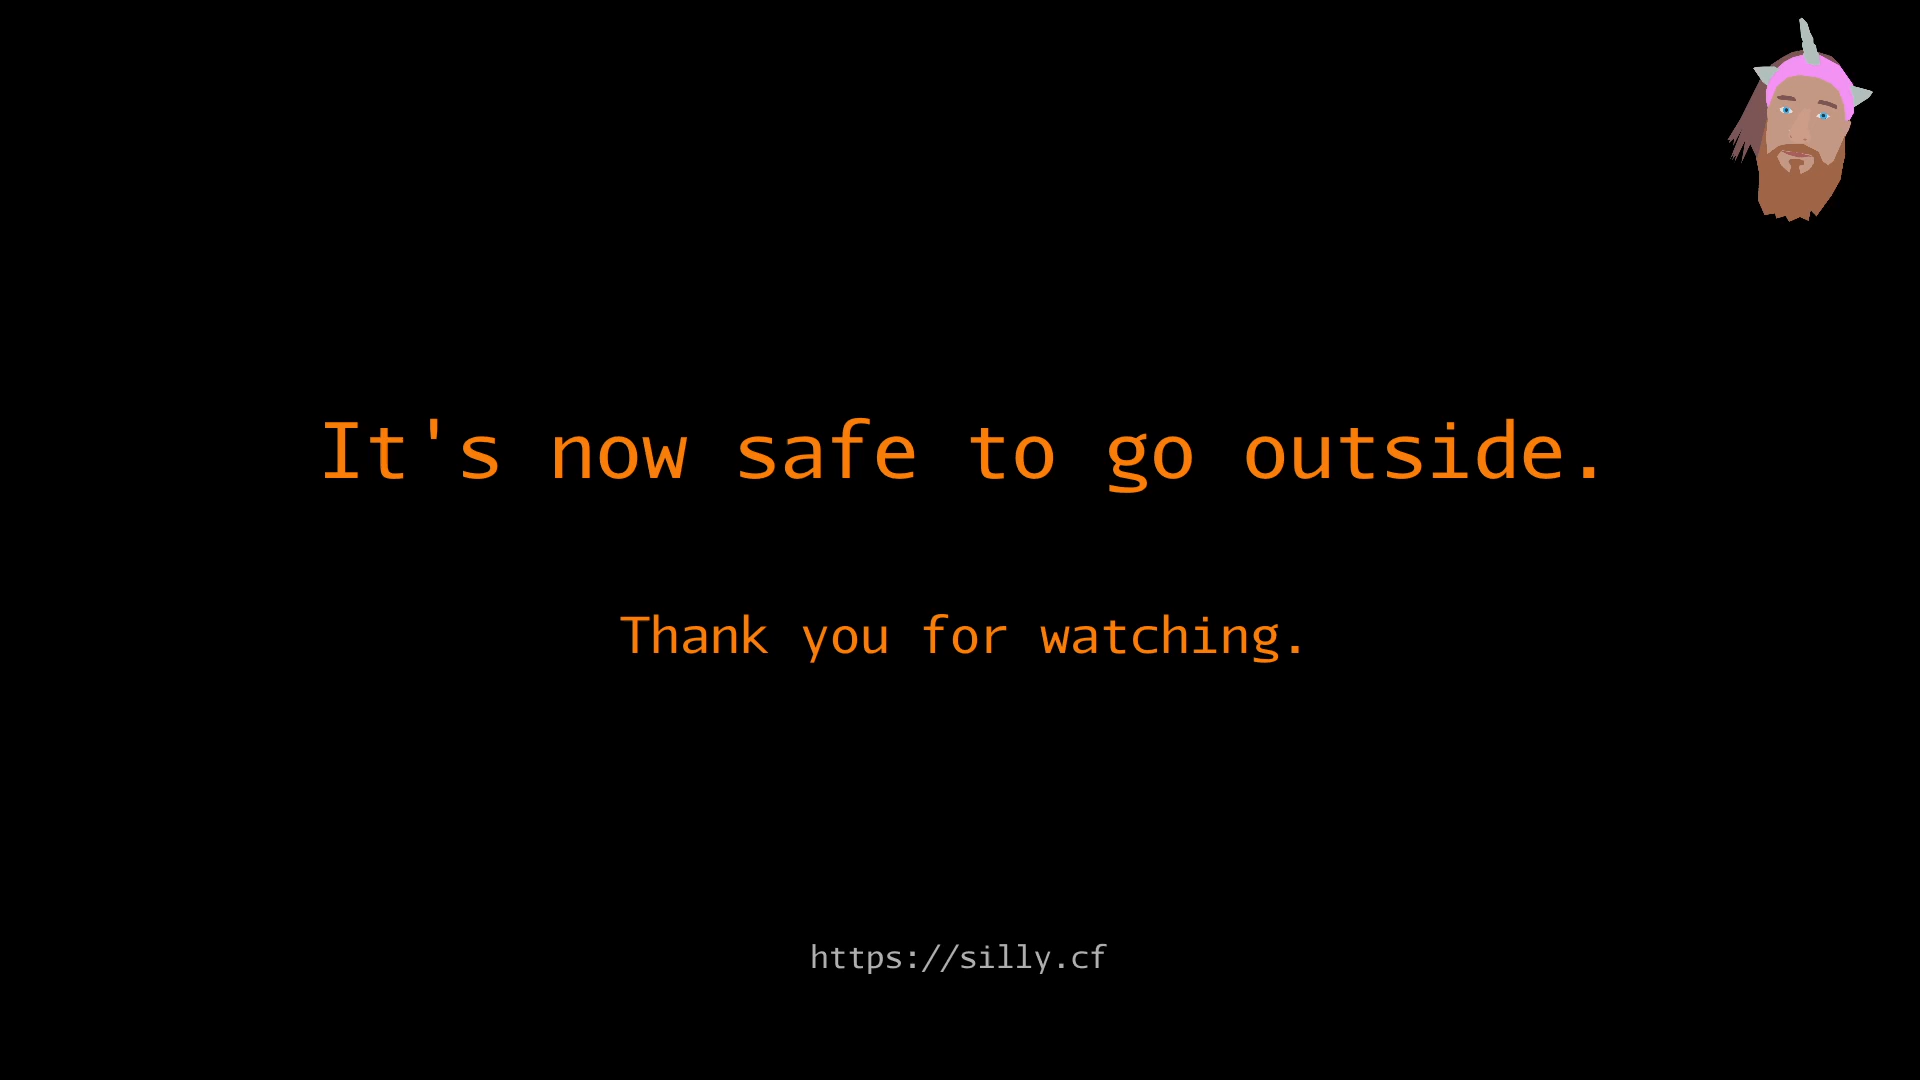 It's now safe to go outside.
Thank you for watching.
https://silly.cf